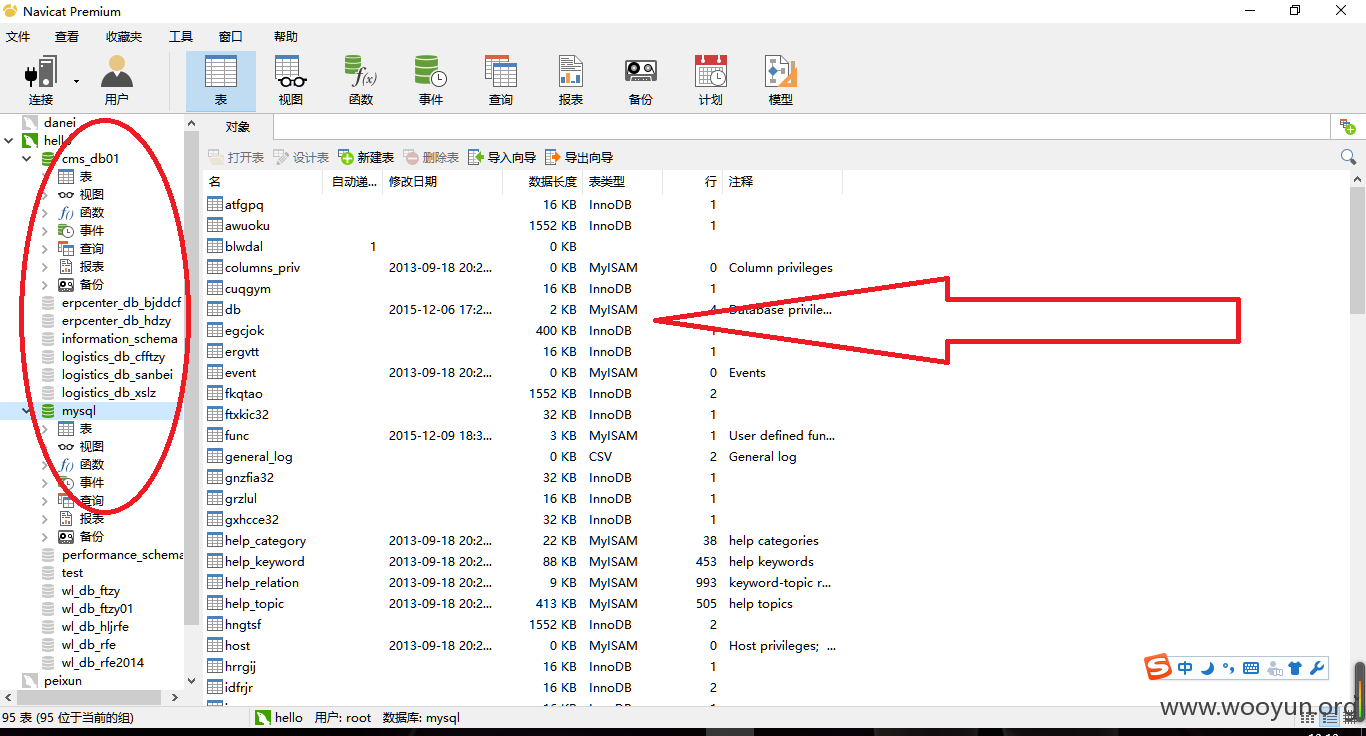 Navicat Premium
文件 查看 收藏夹 工具 窗口 帮助
连接 用户 表 视图 函数 事件 查询 报表 备份 计划 模型
danei
hello
cms_db01
表
视图
函数
事件
查询
报表
备份
erpcenter_db_bjddcf
erpcenter_db_hdzy
information_schema
logistics_db_cfftzy
logistics_db_sanbei
logistics_db_xslz
mysql
表
视图
函数
事件
查询
报表
备份
performance_schema
test
wl_db_ftzy
wl_db_ftzy01
wl_db_hljrfe
wl_db_rfe
wl_db_rfe2014
peixun
对象
打开表 设计表 新建表 删除表 导入向导 导出向导
名 自动递... 修改日期 数据长度 表类型 行 注释
atfgpq 16 KB InnoDB 1
awuoku 1552 KB InnoDB 1
blwdal 1 0 KB
columns_priv 2013-09-18 20:2... 0 KB MyISAM 0 Column privileges
cuqgym 16 KB InnoDB 1
db 2015-12-06 17:2... 2 KB MyISAM 4 Database privile...
egcjok 400 KB InnoDB
ergvtt 16 KB InnoDB 1
event 2013-09-18 20:2... 0 KB MyISAM 0 Events
fkqtao 1552 KB InnoDB 2
ftxkic32 32 KB InnoDB 1
func 2015-12-09 18:3... 3 KB MyISAM 1 User defined fun...
general_log 0 KB CSV 2 General log
gnzfia32 32 KB InnoDB 1
grzlul 16 KB InnoDB 1
gxhcce32 32 KB InnoDB 1
help_category 2013-09-18 20:2... 22 KB MyISAM 38 help categories
help_keyword 2013-09-18 20:2... 88 KB MyISAM 453 help keywords
help_relation 2013-09-18 20:2... 9 KB MyISAM 993 keyword-topic r...
help_topic 2013-09-18 20:2... 413 KB MyISAM 505 help topics
hngtsf 1552 KB InnoDB 2
host 2013-09-18 20:2... 0 KB MyISAM 0 Host privileges; ...
hrrgij 16 KB InnoDB 1
idfrjr 16 KB InnoDB 2
中
www.wooyun.org
95 表 (95 位于当前的组) hello 用户: root 数据库: mysql